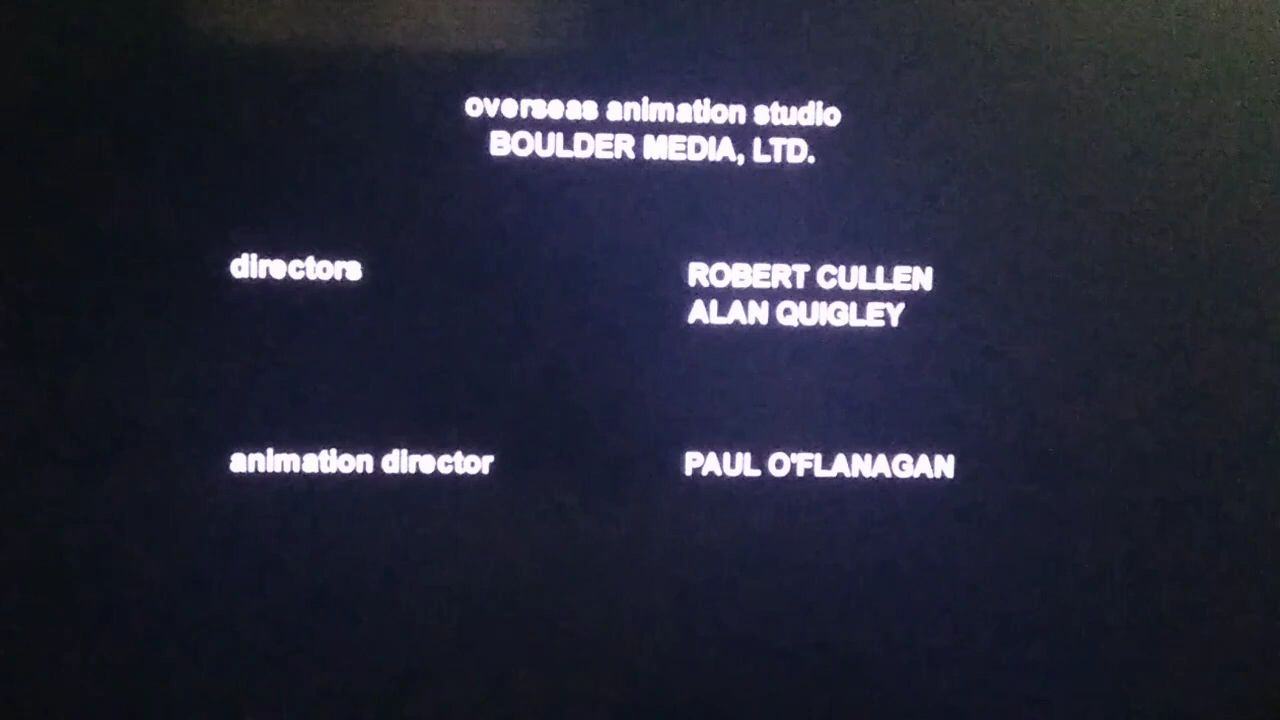 overseas animation studio
BOULDER MEDIA, LTD.
directors
ROBERT CULLEN
ALAN QUIGLEY
animation director
PAUL O'FLANAGAN